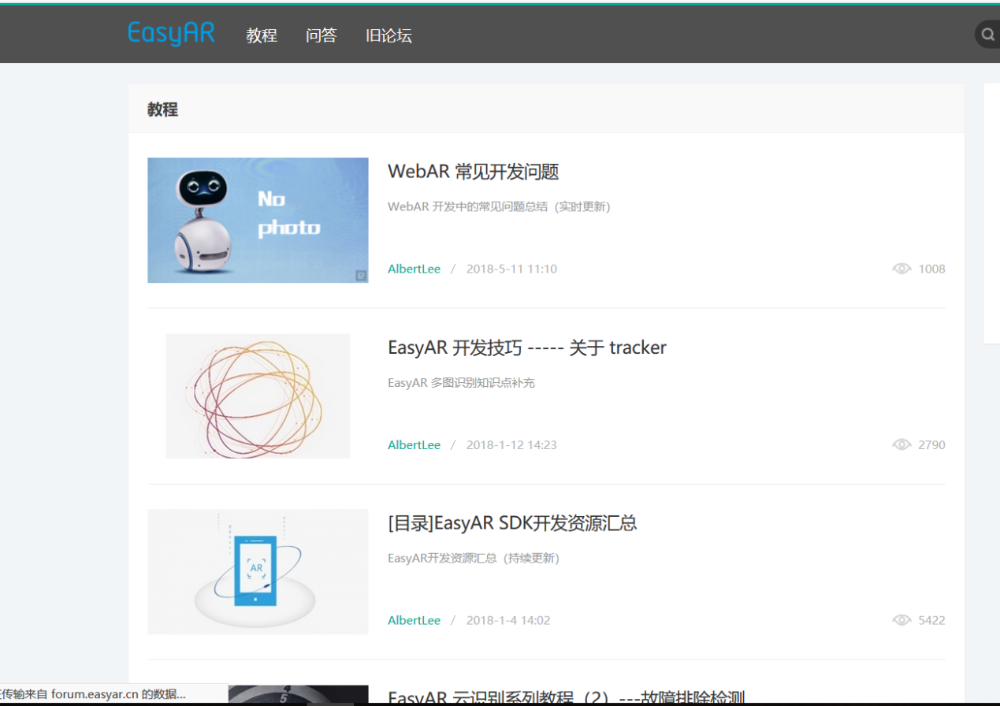 EasyAR 教程 问答 旧论坛
教程
No
photo
WebAR 常见开发问题
WebAR 开发中的常见问题总结（实时更新）
AlbertLee / 2018-5-11 11:10 1008
EasyAR 开发技巧 ----- 关于 tracker
EasyAR 多图识别知识点补充
AlbertLee / 2018-1-12 14:23 2790
AR
[目录]EasyAR SDK开发资源汇总
EasyAR开发资源汇总（持续更新）
AlbertLee / 2018-1-4 14:02 5422
传输来自 forum.easyar.cn 的数据...
5
EasyAR 云识别系列教程（2）---故障排除检测